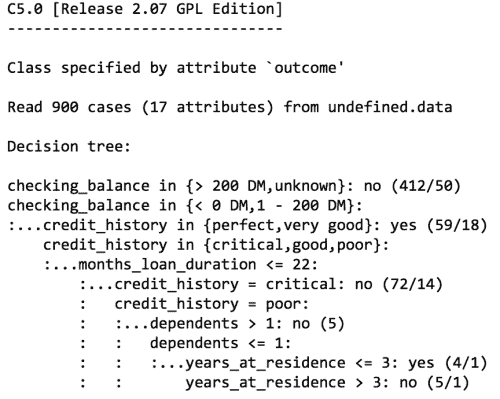 C5.0 [Release 2.07 GPL Edition]
-------------------------------
Class specified by attribute `outcome'
Read 900 cases (17 attributes) from undefined.data
Decision tree:
checking_balance in {> 200 DM,unknown}: no (412/50)
checking_balance in {< 0 DM,1 - 200 DM}:
:...credit_history in {perfect,very good}: yes (59/18)
    credit_history in {critical,good,poor}:
    :...months_loan_duration <= 22:
        :...credit_history = critical: no (72/14)
        :   credit_history = poor:
        :   :...dependents > 1: no (5)
        :   :   dependents <= 1:
        :   :   :...years_at_residence <= 3: yes (4/1)
        :   :       years_at_residence > 3: no (5/1)